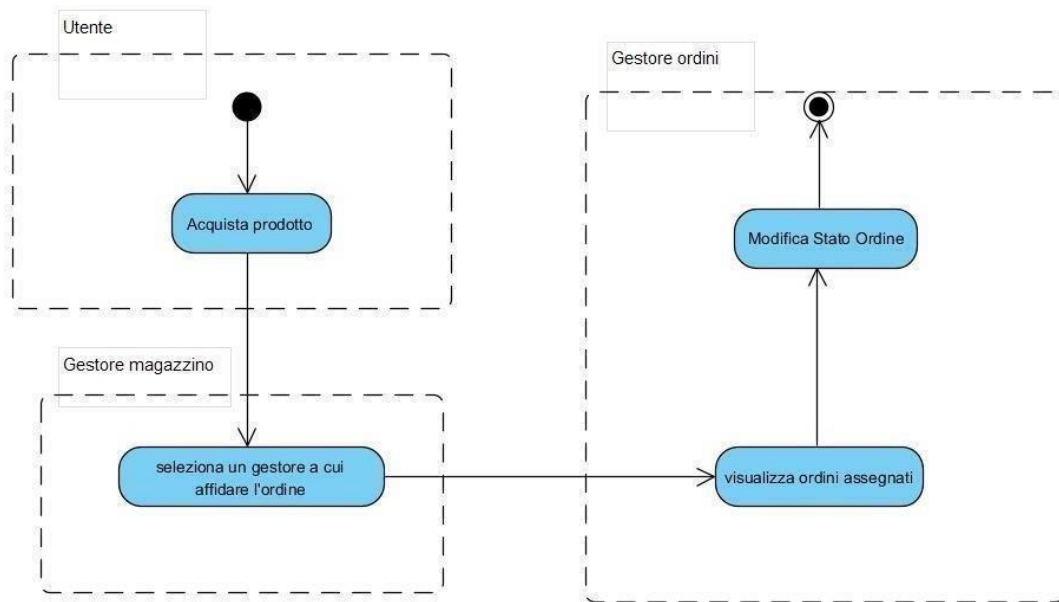 Utente
Gestore ordini
Acquista prodotto
Modifica Stato Ordine
Gestore magazzino
seleziona un gestore a cui
affidare l'ordine
visualizza ordini assegnati